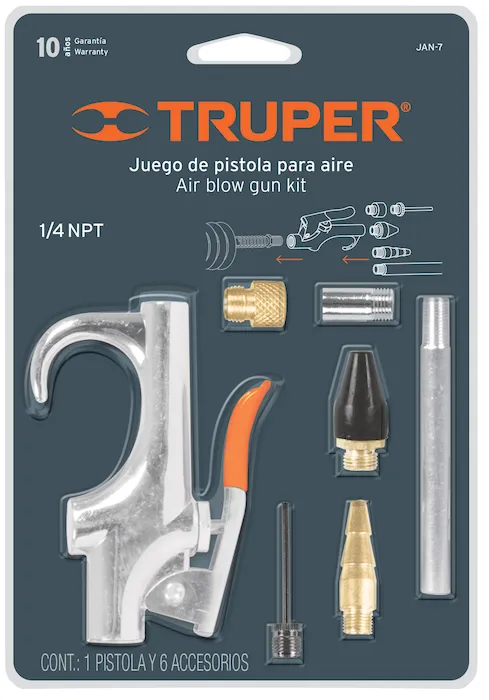 10 años
Garantía
Warranty
JAN-7
TRUPER®
Juego de pistola para aire
Air blow gun kit
1/4 NPT
CONT.: 1 PISTOLA Y 6 ACCESORIOS